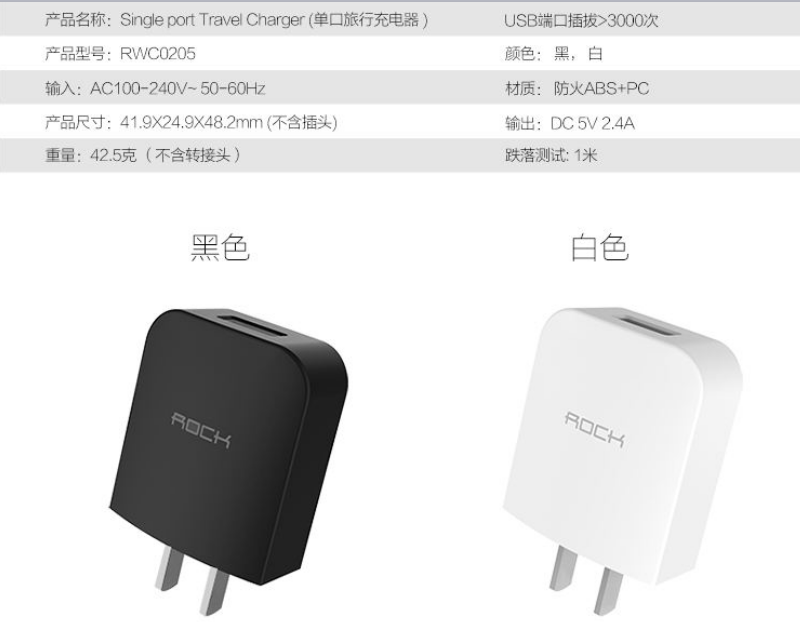 产品名称：Single port Travel Charger (单口旅行充电器 )
USB端口插拔>3000次
产品型号：RWC0205
颜色：黑，白
输入：AC100-240V~ 50-60Hz
材质：防火ABS+PC
产品尺寸：41.9X24.9X48.2mm (不含插头)
输出：DC 5V 2.4A
重量：42.5克（ 不含转接头 ）
跌落测试: 1米
黑色
白色
ROCK
ROCK